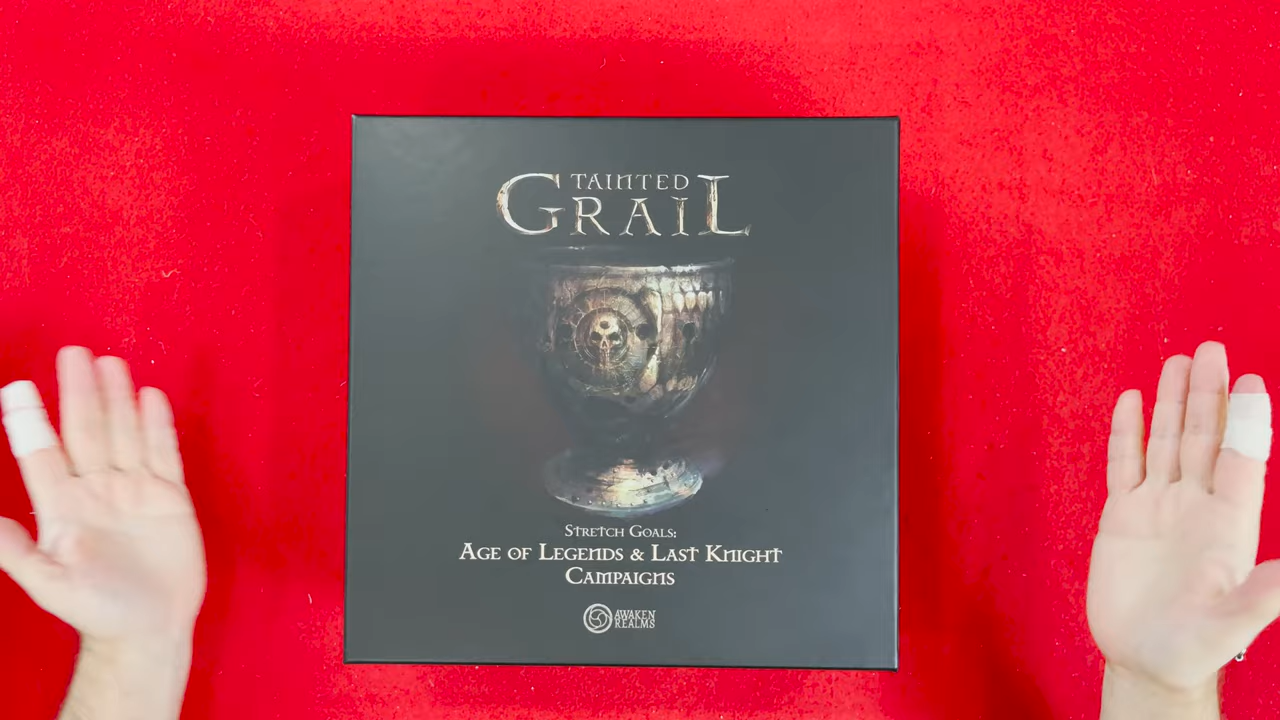 TAINTED
GRAIL
STRETCH GOALS:
AGE OF LEGENDS & LAST KNIGHT
CAMPAIGNS
AWAKEN
REALMS